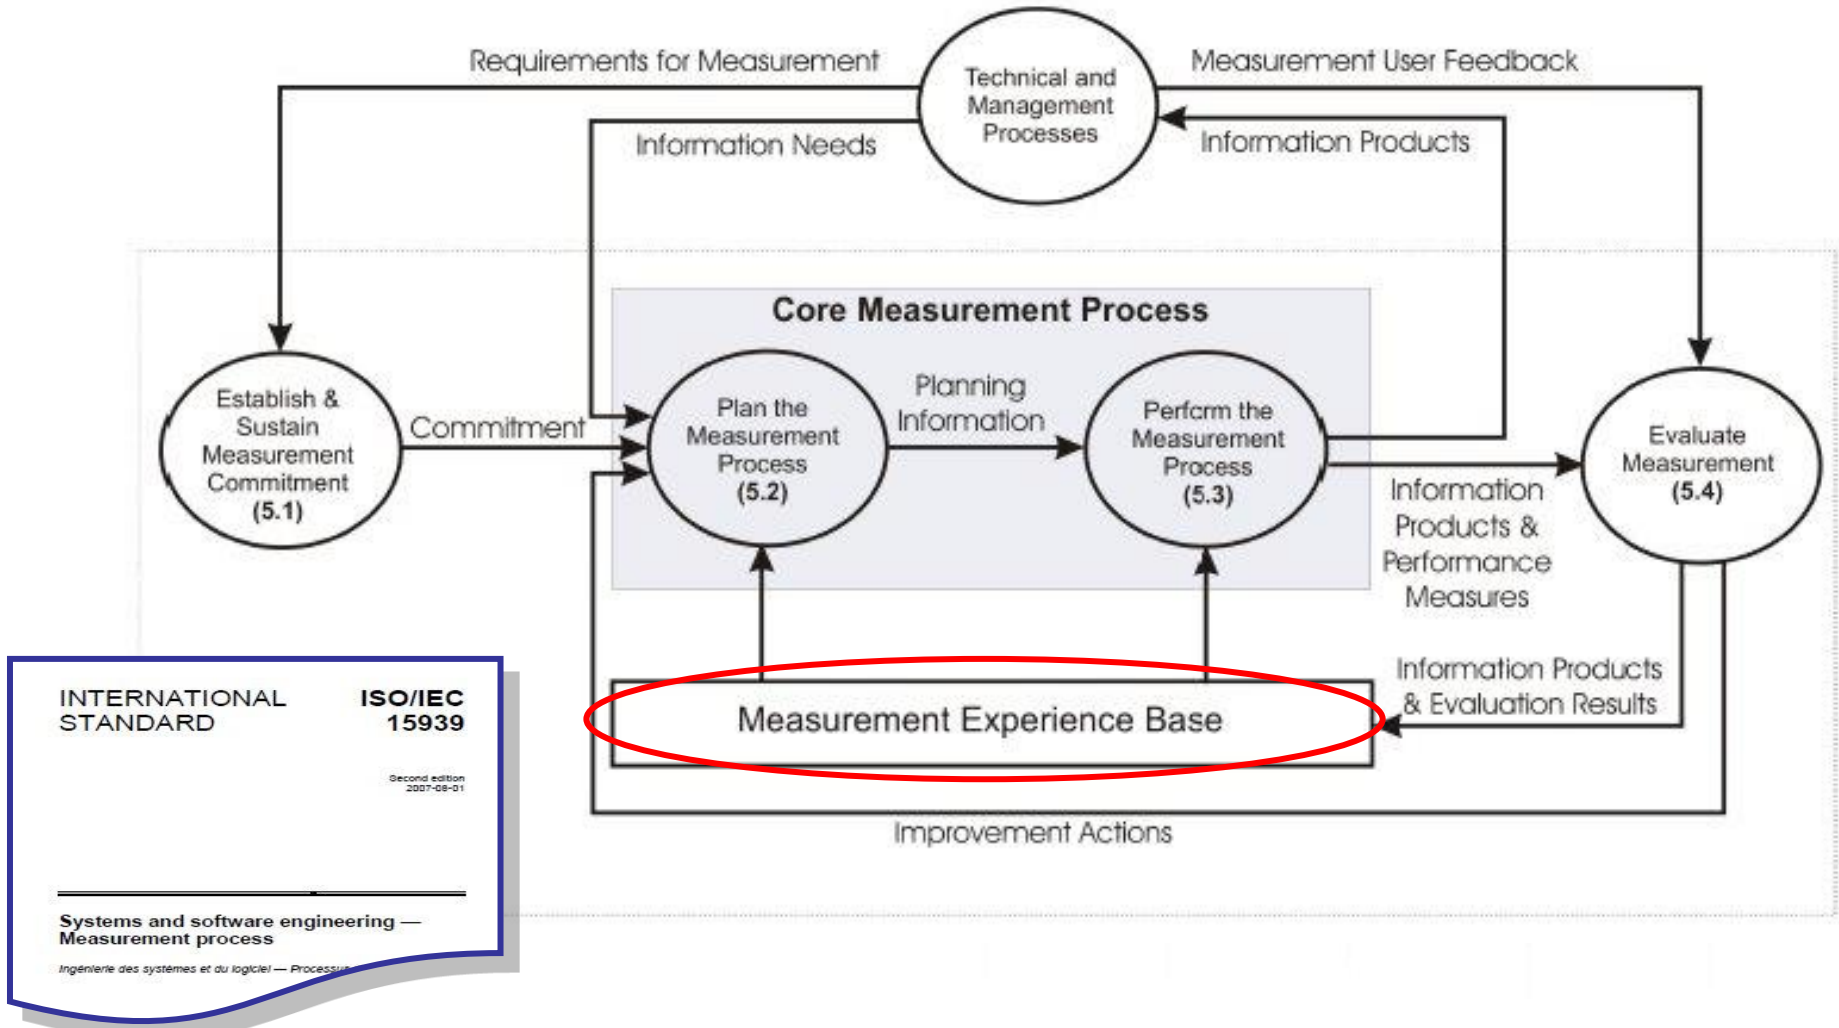 Requirements for Measurement
Technical and
Management
Processes
Measurement User Feedback
Information Needs
Information Products
Core Measurement Process
Establish &
Sustain
Measurement
Commitment
(5.1)
Commitment
Plan the
Measurement
Process
(5.2)
Planning
Information
Perform the
Measurement
Process
(5.3)
Evaluate
Measurement
(5.4)
Information
Products &
Performance
Measures
Information Products
& Evaluation Results
Measurement Experience Base
Improvement Actions
INTERNATIONAL
STANDARD
ISO/IEC
15939
Second edition
2007-08-01
Systems and software engineering —
Measurement process
Ingénierie des systèmes et du logiciel —